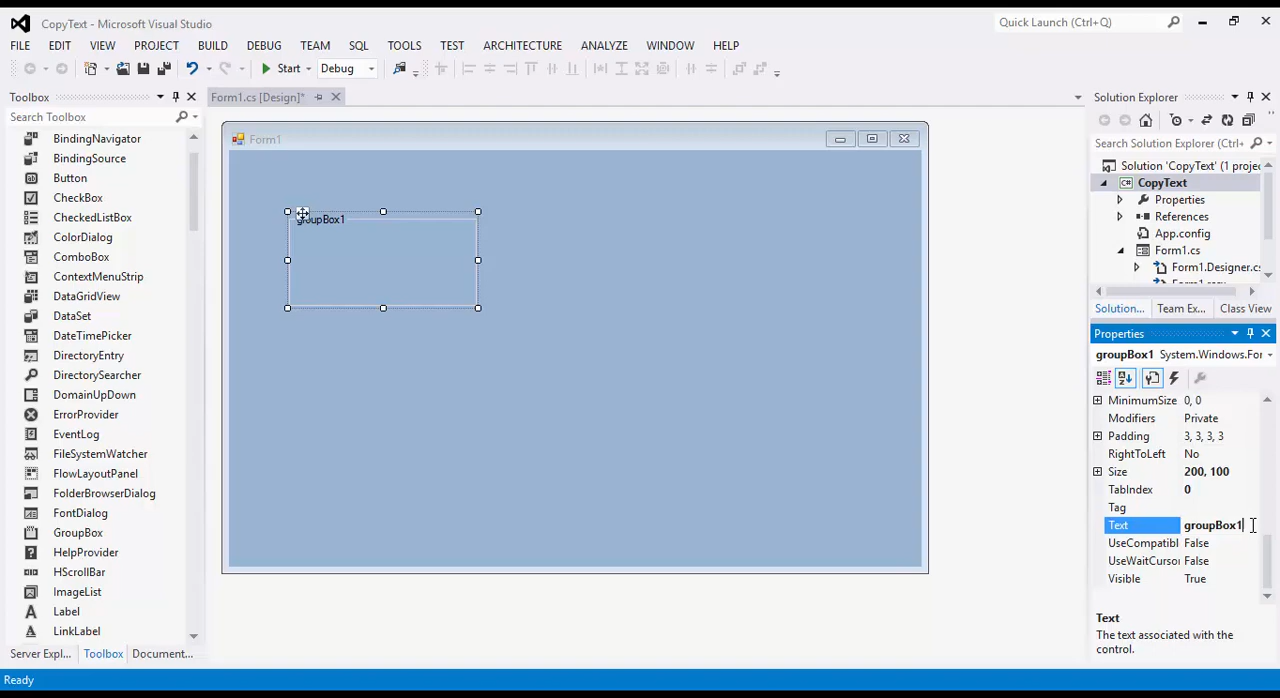 CopyText - Microsoft Visual Studio
Quick Launch (Ctrl+Q)
FILE EDIT VIEW PROJECT BUILD DEBUG TEAM SQL TOOLS TEST ARCHITECTURE ANALYZE WINDOW HELP
Start Debug
Toolbox
Form1.cs [Design]*
Solution Explorer
Search Toolbox
Search Solution Explorer (Ctrl+
BindingNavigator
BindingSource
Button
CheckBox
CheckedListBox
ColorDialog
ComboBox
ContextMenuStrip
DataGridView
DataSet
DateTimePicker
DirectoryEntry
DirectorySearcher
DomainUpDown
ErrorProvider
EventLog
FileSystemWatcher
FlowLayoutPanel
FolderBrowserDialog
FontDialog
GroupBox
HelpProvider
HScrollBar
ImageList
Label
LinkLabel
Server Expl... Toolbox Document...
Form1
groupBox1
Solution 'CopyText' (1 projec
CopyText
Properties
References
App.config
Form1.cs
Form1.Designer.cs
Solution... Team Ex... Class View
Properties
groupBox1 System.Windows.For
MinimumSize 0, 0
Modifiers Private
Padding 3, 3, 3, 3
RightToLeft No
Size 200, 100
TabIndex 0
Tag
Text groupBox1
UseCompatibl False
UseWaitCursor False
Visible True
Text
The text associated with the
control.
Ready